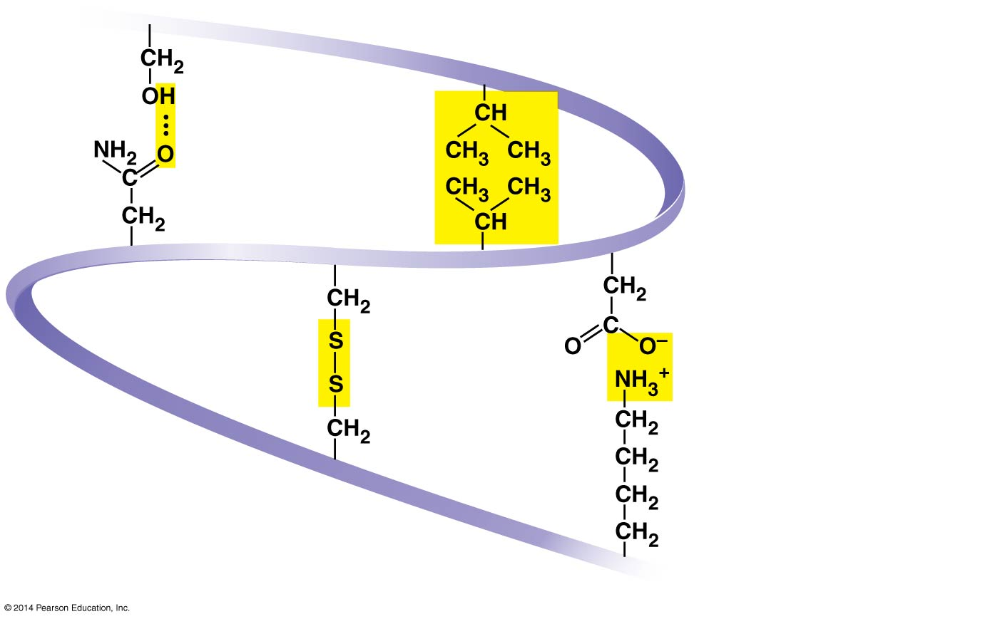 CH₂
OH
NH₂
O
C
CH₂
CH
CH₃ CH₃
CH₃ CH₃
CH
CH₂
S
S
CH₂
CH₂
C
O O⁻
NH₃⁺
CH₂
CH₂
CH₂
CH₂
© 2014 Pearson Education, Inc.